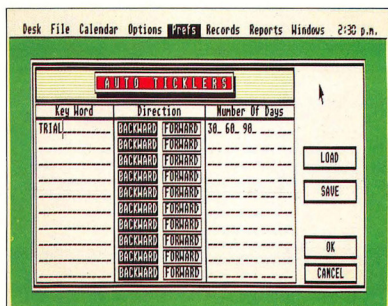 Desk File Calendar Options Prefs Records Reports Windows 2:30 p.m.
AUTO TICKLERS
Key Word Direction Number Of Days
TRIAL BACKWARD FORWARD 30 60 90
BACKWARD FORWARD
BACKWARD FORWARD
BACKWARD FORWARD
BACKWARD FORWARD
BACKWARD FORWARD
BACKWARD FORWARD
BACKWARD FORWARD
BACKWARD FORWARD
BACKWARD FORWARD
LOAD
SAVE
OK
CANCEL